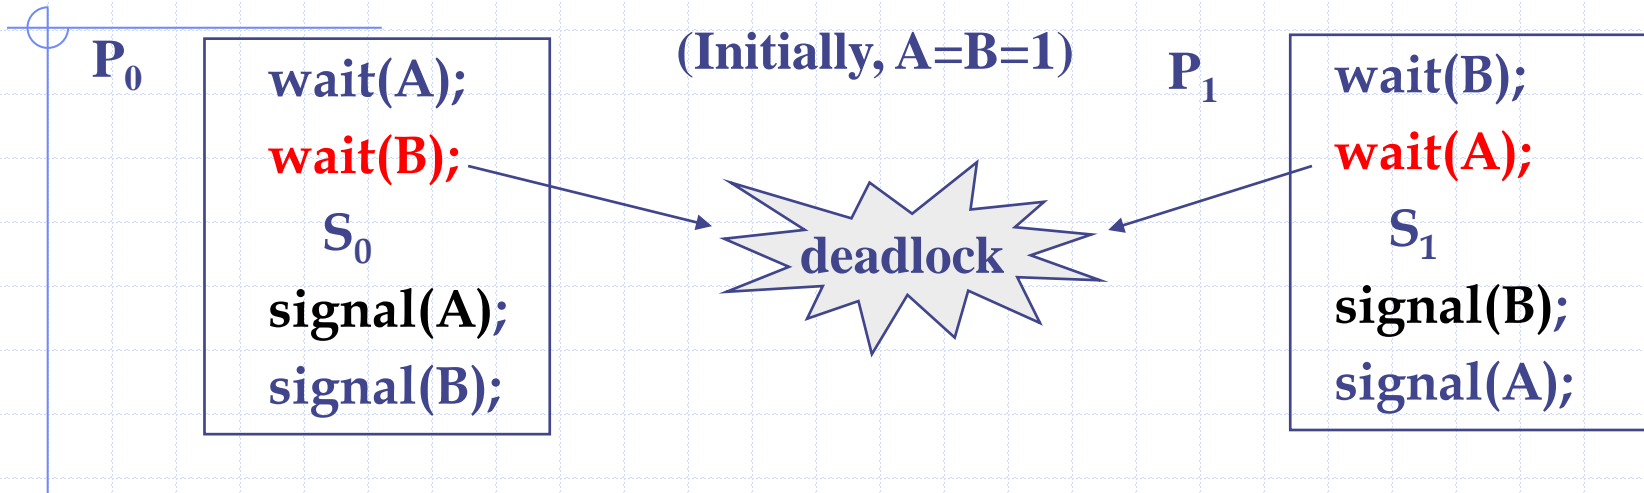 P₀
wait(A);
wait(B);
S₀
signal(A);
signal(B);
(Initially, A=B=1)
deadlock
P₁
wait(B);
wait(A);
S₁
signal(B);
signal(A);